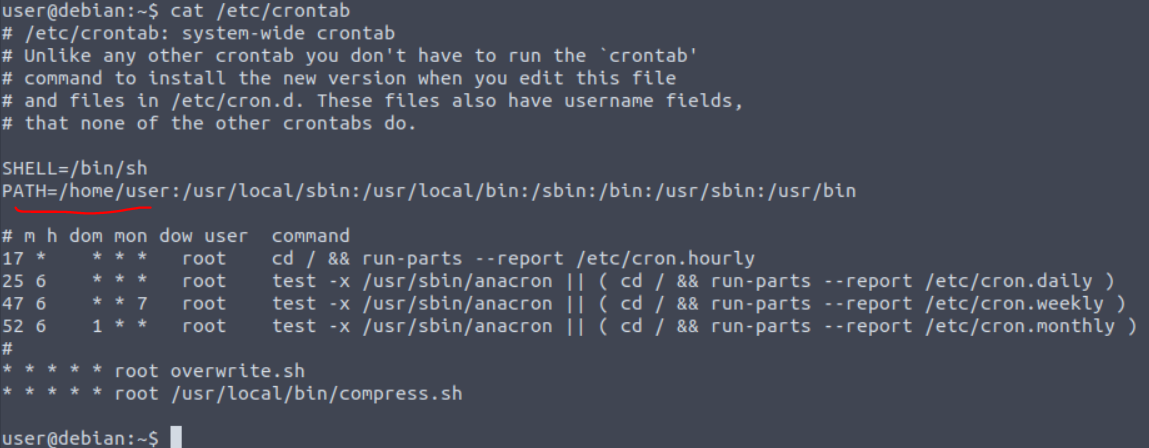 user@debian:~$ cat /etc/crontab
# /etc/crontab: system-wide crontab
# Unlike any other crontab you don't have to run the `crontab'
# command to install the new version when you edit this file
# and files in /etc/cron.d. These files also have username fields,
# that none of the other crontabs do.
SHELL=/bin/sh
PATH=/home/user:/usr/local/sbin:/usr/local/bin:/sbin:/bin:/usr/sbin:/usr/bin
# m h dom mon dow user  command
17 *    * * *   root    cd / && run-parts --report /etc/cron.hourly
25 6    * * *   root    test -x /usr/sbin/anacron || ( cd / && run-parts --report /etc/cron.daily )
47 6    * * 7   root    test -x /usr/sbin/anacron || ( cd / && run-parts --report /etc/cron.weekly )
52 6    1 * *   root    test -x /usr/sbin/anacron || ( cd / && run-parts --report /etc/cron.monthly )
#
* * * * * root overwrite.sh
* * * * * root /usr/local/bin/compress.sh
user@debian:~$